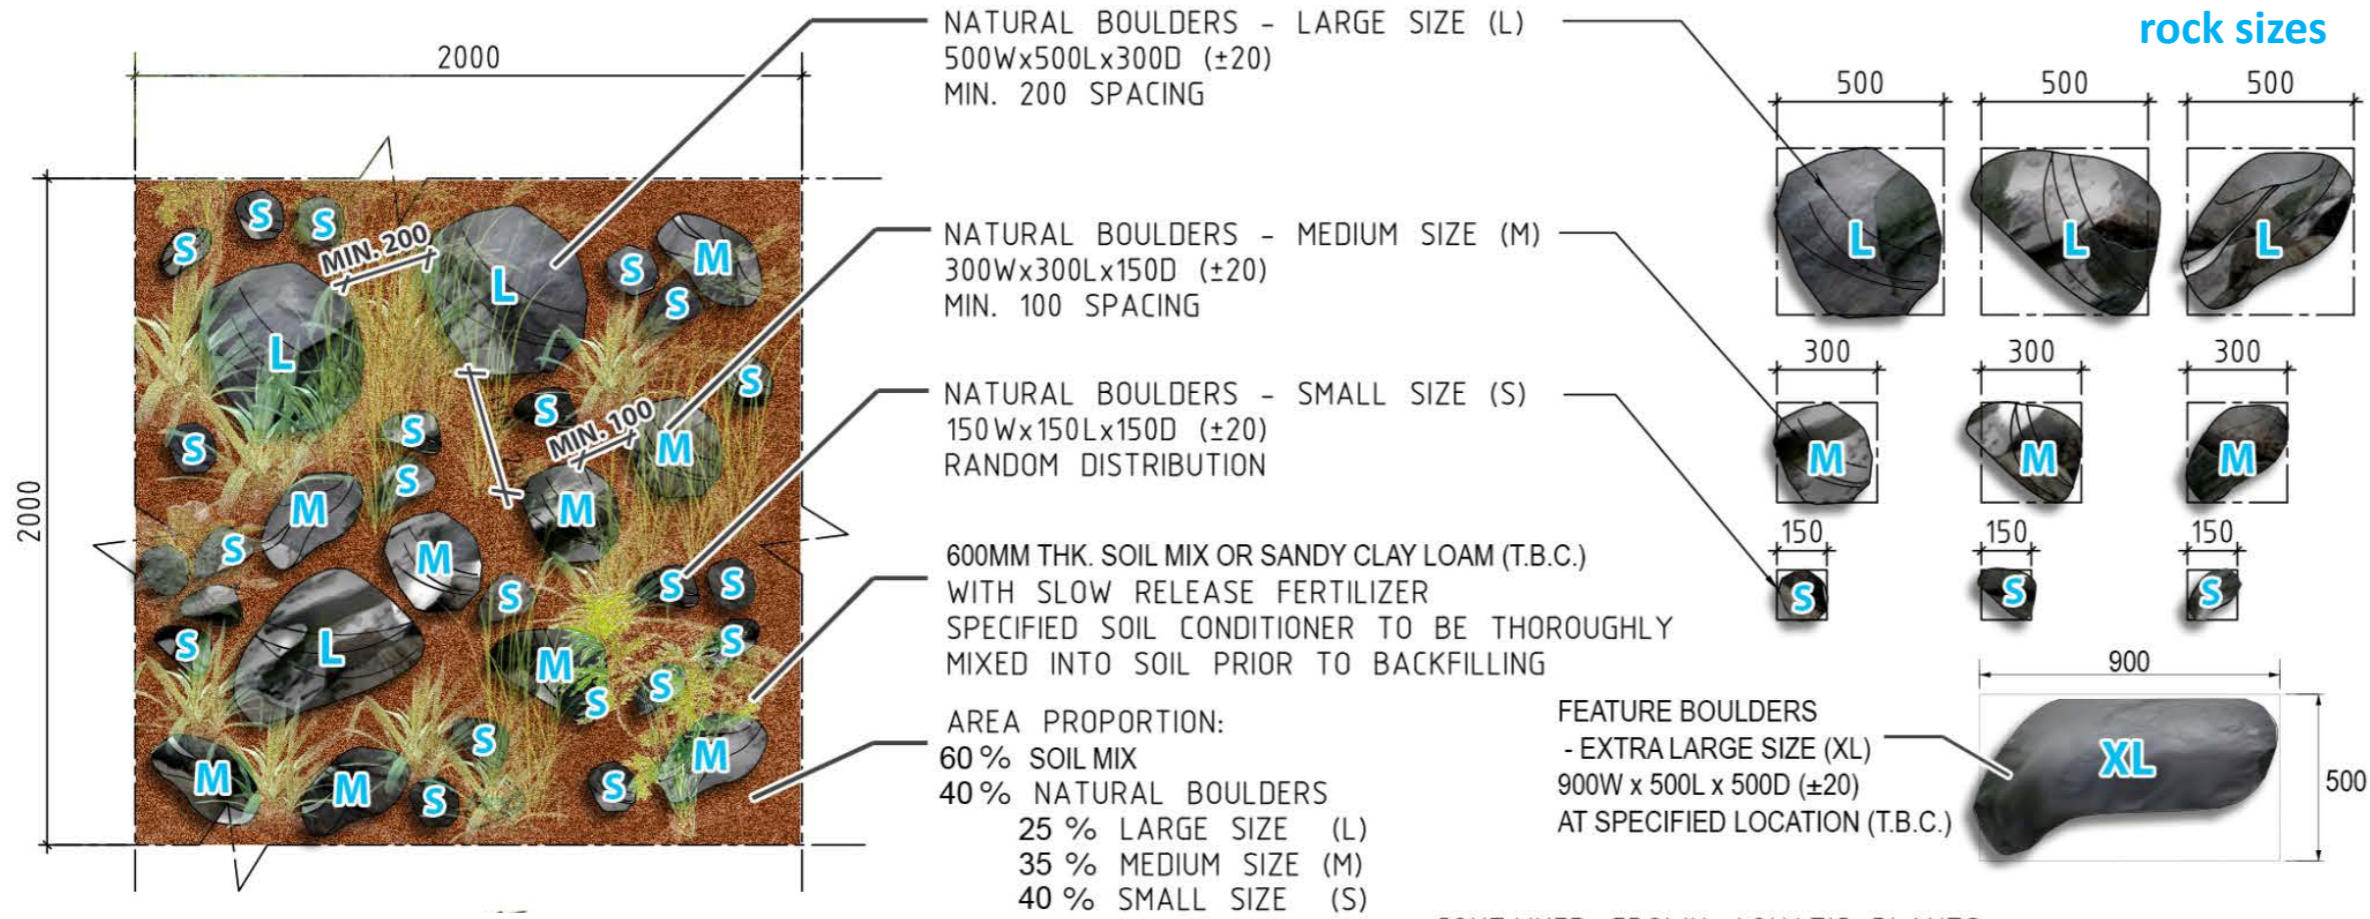 rock sizes
NATURAL BOULDERS - LARGE SIZE (L)
500Wx500Lx300D (±20)
MIN. 200 SPACING
NATURAL BOULDERS - MEDIUM SIZE (M)
300Wx300Lx150D (±20)
MIN. 100 SPACING
NATURAL BOULDERS - SMALL SIZE (S)
150Wx150Lx150D (±20)
RANDOM DISTRIBUTION
600MM THK. SOIL MIX OR SANDY CLAY LOAM (T.B.C.)
WITH SLOW RELEASE FERTILIZER
SPECIFIED SOIL CONDITIONER TO BE THOROUGHLY
MIXED INTO SOIL PRIOR TO BACKFILLING
AREA PROPORTION:
60 % SOIL MIX
40 % NATURAL BOULDERS
25 % LARGE SIZE (L)
35 % MEDIUM SIZE (M)
40 % SMALL SIZE (S)
2000
2000
S S S
MIN. 200
L S M
S
L
S
S
S MIN. 100
S M
S
M M
S M
S S S
S L S
M
S S
S
M
M M S S
500 500 500
L L L
300 300 300
M M M
150 150 150
S S S
900
FEATURE BOULDERS
- EXTRA LARGE SIZE (XL)
900W x 500L x 500D (±20)
AT SPECIFIED LOCATION (T.B.C.)
XL
500